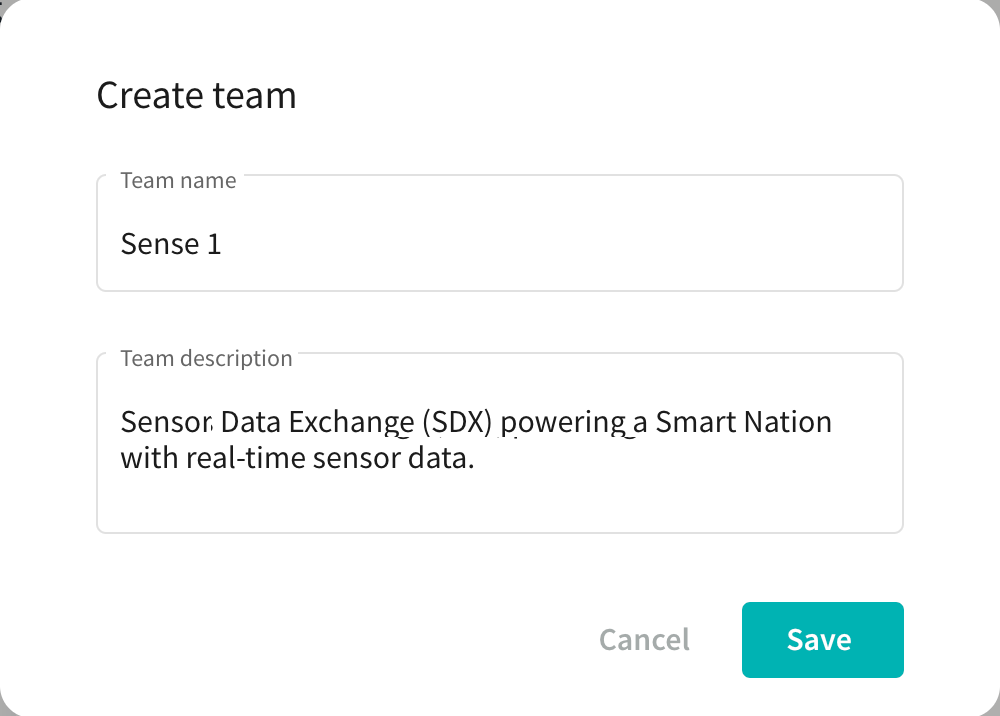 Create team
Team name
Sense 1
Team description
Sensor Data Exchange (SDX) powering a Smart Nation
with real-time sensor data.
Cancel
Save